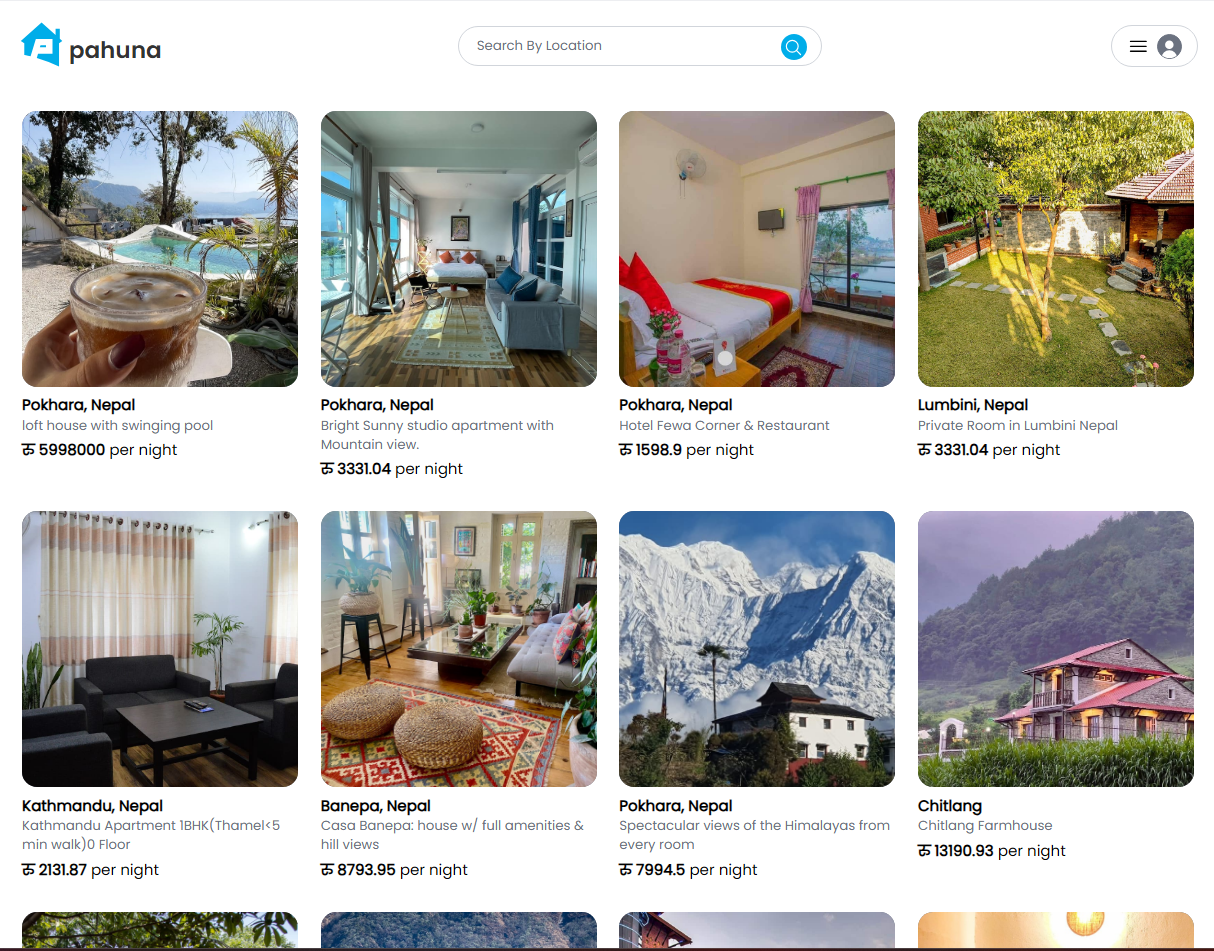 pahuna
Search By Location
Pokhara, Nepal
loft house with swinging pool
रु 5998000 per night
Pokhara, Nepal
Bright Sunny studio apartment with
Mountain view.
रु 3331.04 per night
Pokhara, Nepal
Hotel Fewa Corner & Restaurant
रु 1598.9 per night
Lumbini, Nepal
Private Room in Lumbini Nepal
रु 3331.04 per night
Kathmandu, Nepal
Kathmandu Apartment 1BHK(Thamel<5
min walk)0 Floor
रु 2131.87 per night
Banepa, Nepal
Casa Banepa: house w/ full amenities &
hill views
रु 8793.95 per night
Pokhara, Nepal
Spectacular views of the Himalayas from
every room
रु 7994.5 per night
Chitlang
Chitlang Farmhouse
रु 13190.93 per night